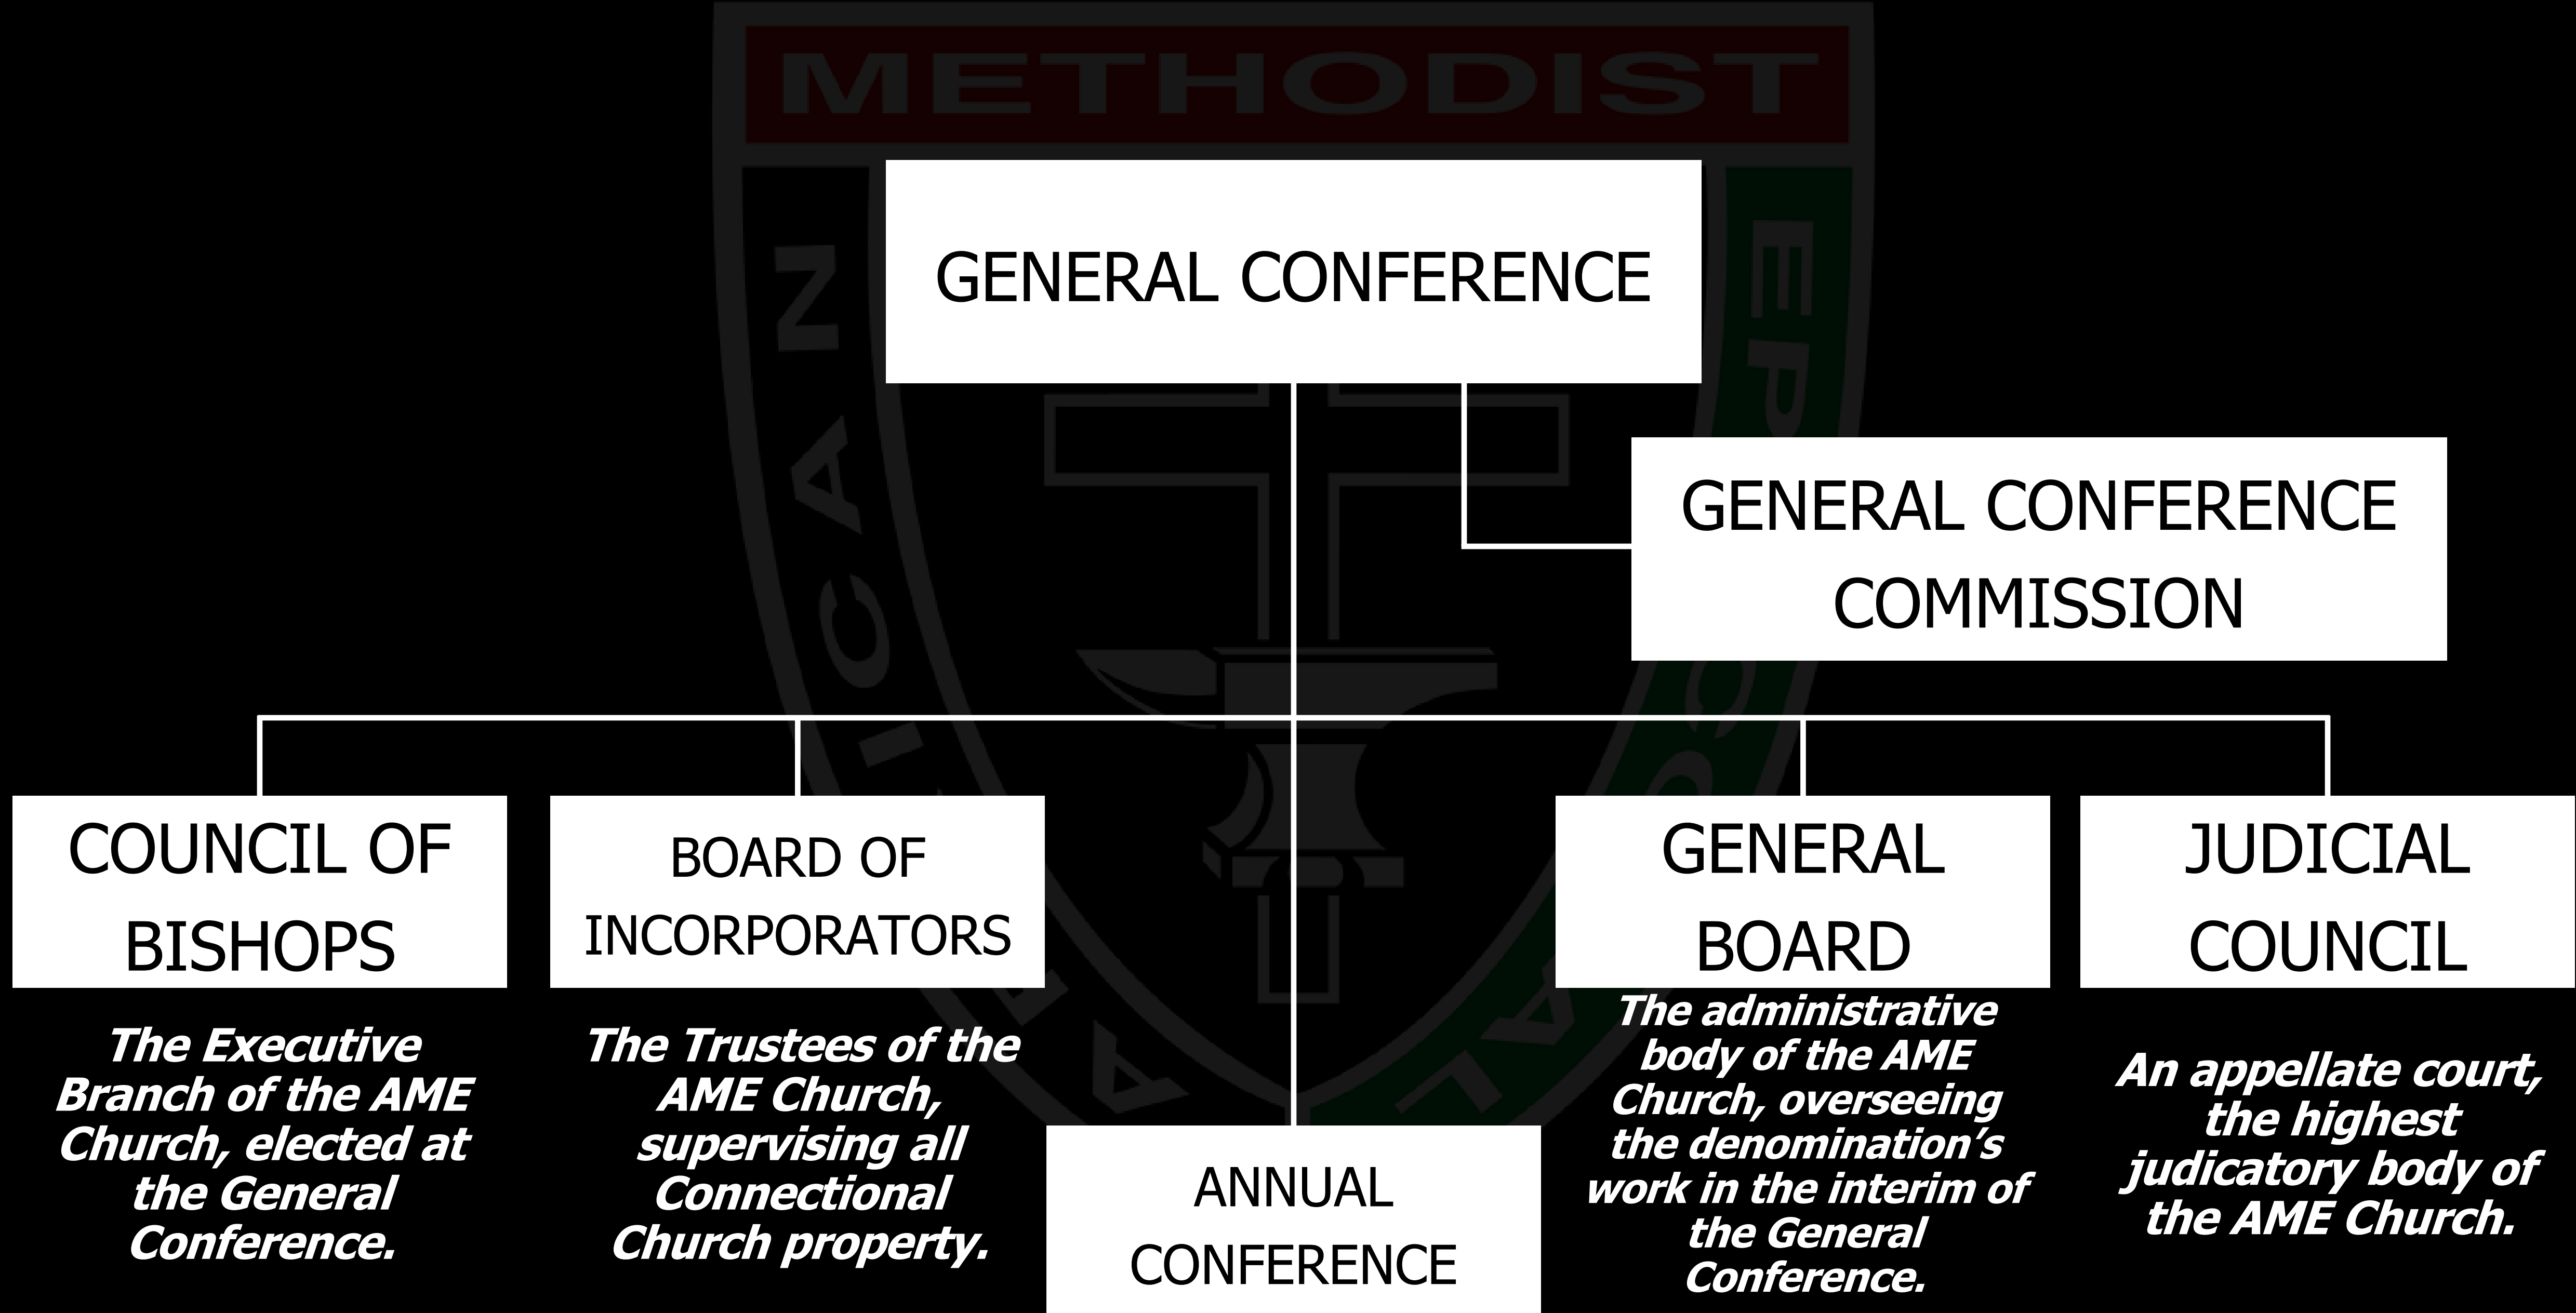 METHODIST
AFRICAN
EPISCOPAL
GENERAL CONFERENCE
GENERAL CONFERENCE
COMMISSION
COUNCIL OF
BISHOPS
The Executive
Branch of the AME
Church, elected at
the General
Conference.
BOARD OF
INCORPORATORS
The Trustees of the
AME Church,
supervising all
Connectional
Church property.
ANNUAL
CONFERENCE
GENERAL
BOARD
The administrative
body of the AME
Church, overseeing
the denomination’s
work in the interim of
the General
Conference.
JUDICIAL
COUNCIL
An appellate court,
the highest
judicatory body of
the AME Church.